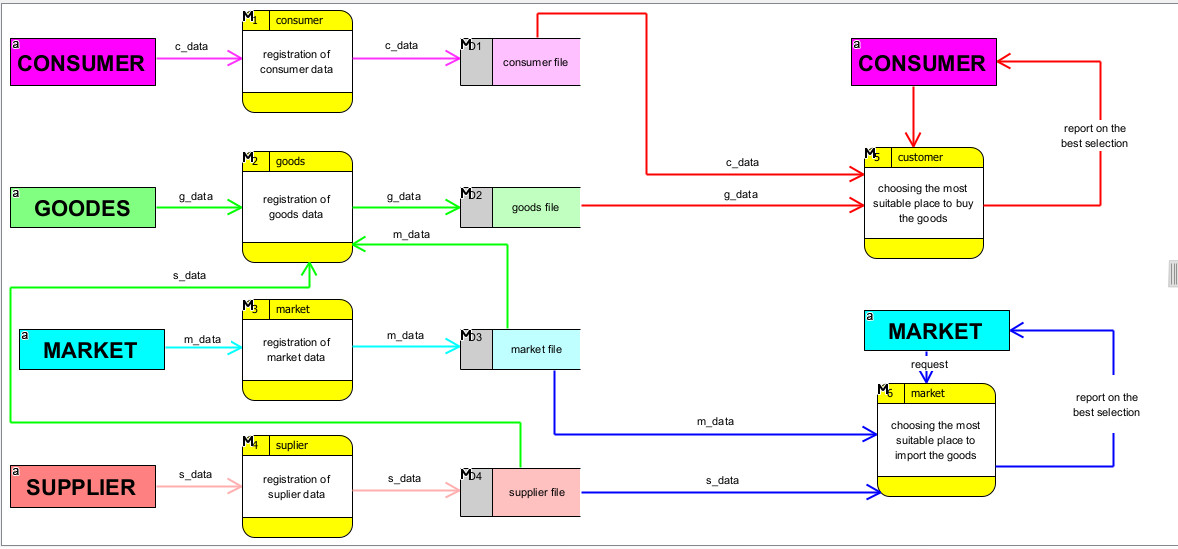 a
CONSUMER
c_data
M1 consumer
registration of
consumer data
c_data
M D1
consumer file
a
CONSUMER
report on the
best selection
c_data
M5 customer
choosing the most
suitable place to buy
the goods
a
GOODES
g_data
M2 goods
registration of
goods data
g_data
M D2
goods file
g_data
m_data
s_data
a
MARKET
m_data
M3 market
registration of
market data
m_data
M D3
market file
a
MARKET
request
M6 market
choosing the most
suitable place to
import the goods
report on the
best selection
m_data
a
SUPPLIER
s_data
M4 suplier
registration of
suplier data
s_data
M D4
supplier file
s_data